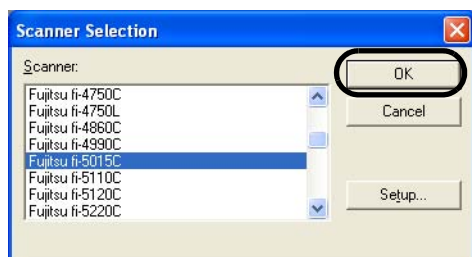 Scanner Selection
Scanner:
Fujitsu fi-4750C
Fujitsu fi-4750L
Fujitsu fi-4860C
Fujitsu fi-4990C
Fujitsu fi-5015C
Fujitsu fi-5110C
Fujitsu fi-5120C
Fujitsu fi-5220C
OK
Cancel
Setup...